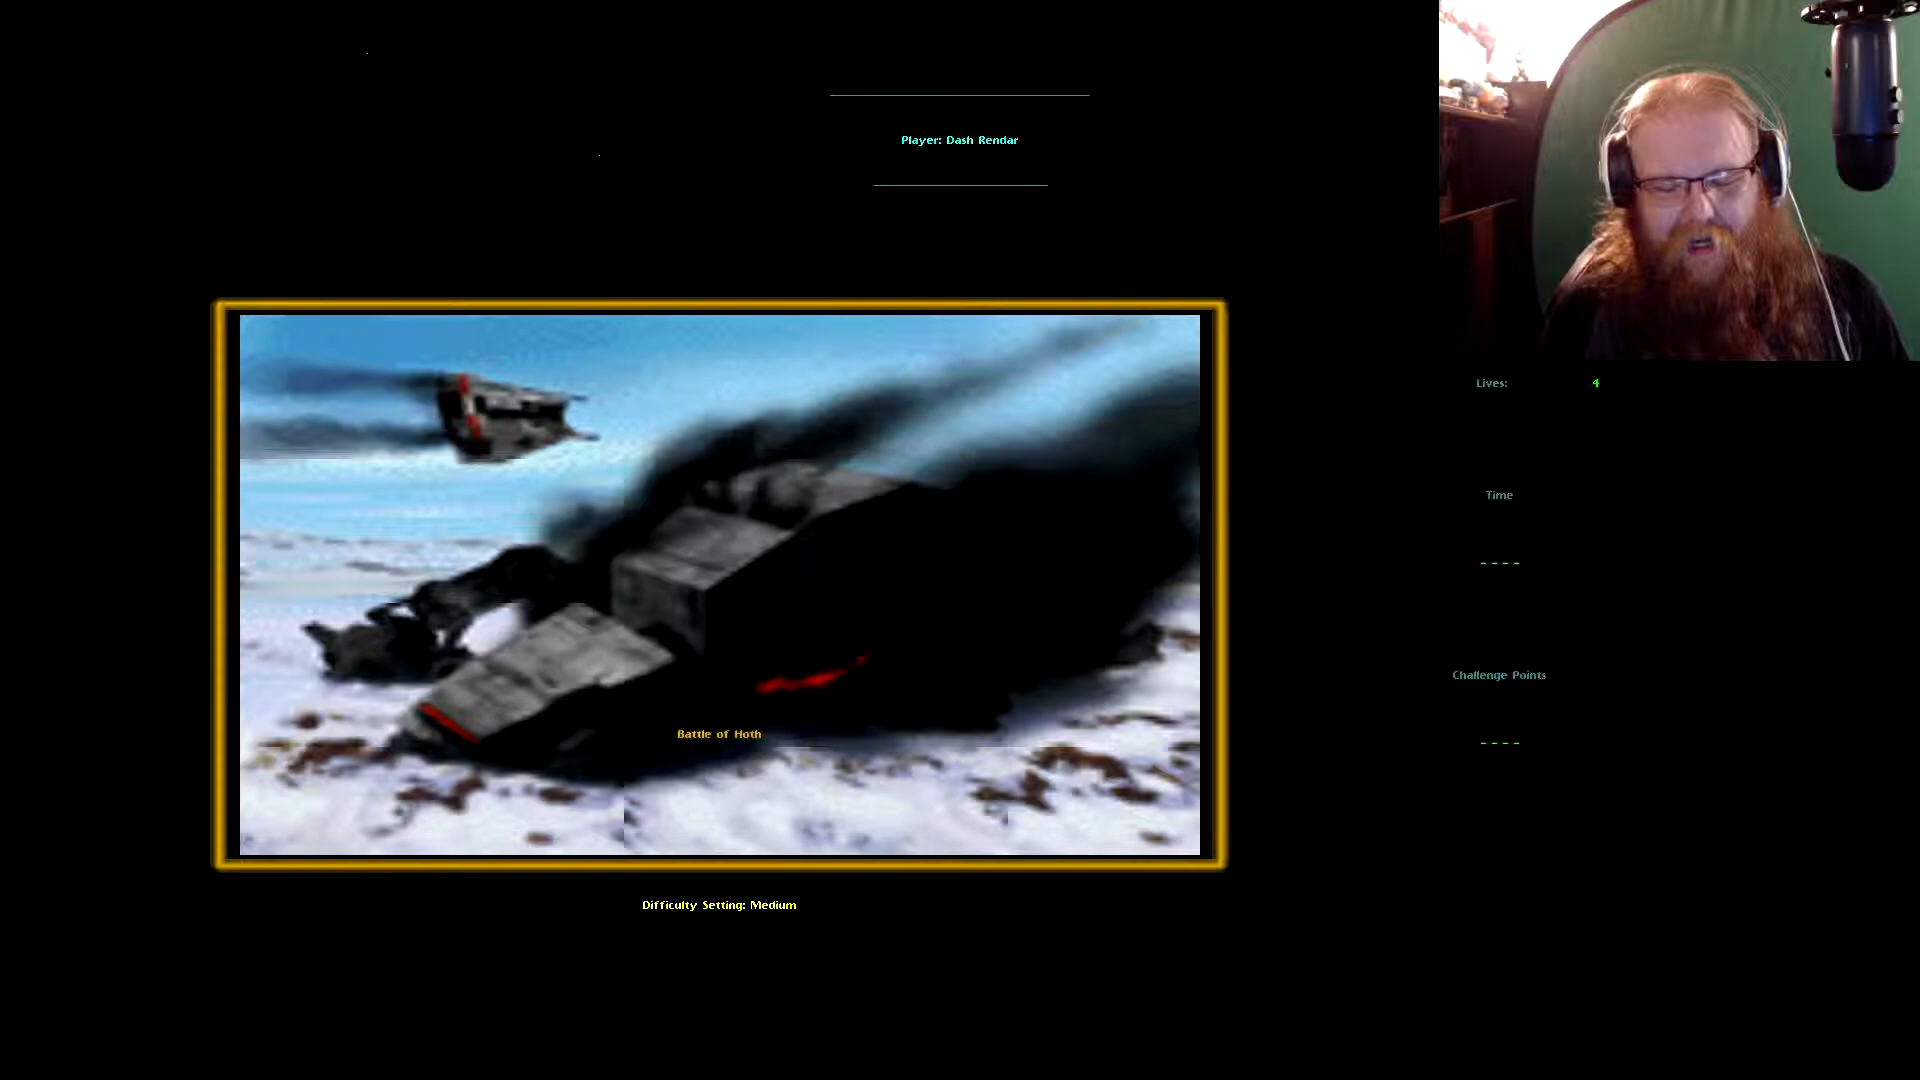 Player: Dash Rendar
Lives: 4
Time
- - - -
Challenge Points
- - - -
Battle of Hoth
Difficulty Setting: Medium